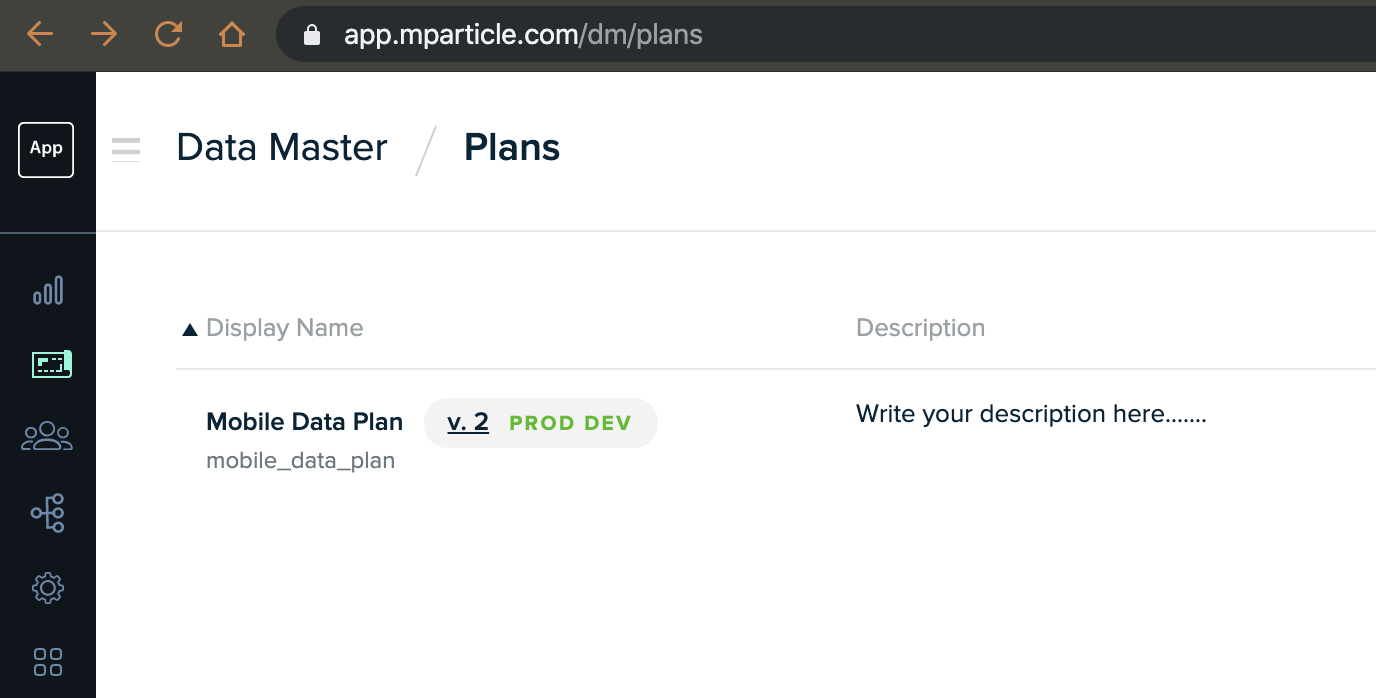 app.mparticle.com/dm/plans
App
Data Master / Plans
Display Name Description
Mobile Data Plan v. 2 PROD DEV Write your description here.......
mobile_data_plan